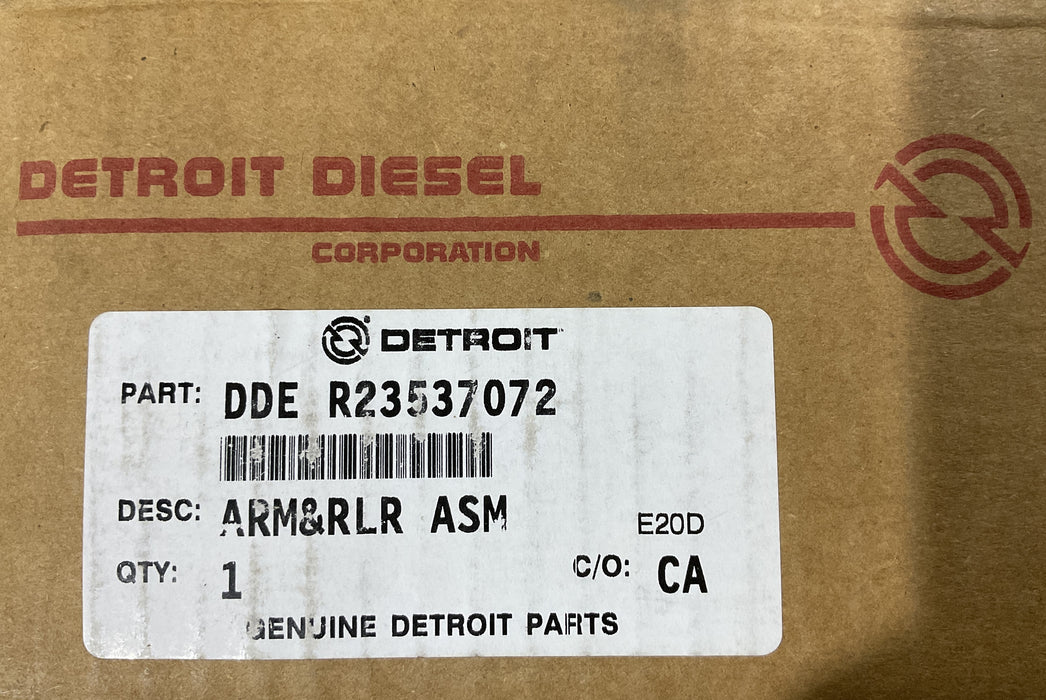 DETROIT DIESEL
CORPORATION
DETROIT
PART: DDE R23537072
DESC: ARM&RLR ASM
E20D
QTY: 1
C/O: CA
GENUINE DETROIT PARTS